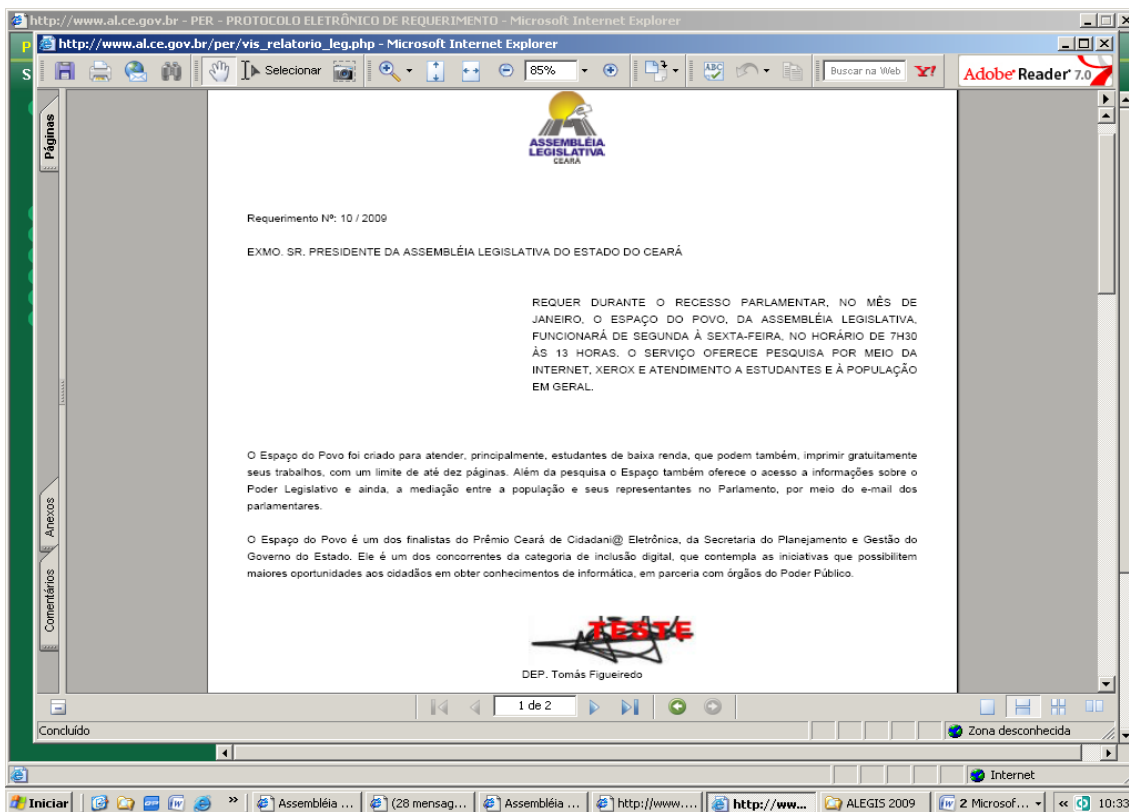 http://www.al.ce.gov.br - PER - PROTOCOLO ELETRÔNICO DE REQUERIMENTO - Microsoft Internet Explorer
http://www.al.ce.gov.br/per/vis_relatorio_leg.php - Microsoft Internet Explorer
P
S
Selecionar
85%
ABC
Buscar na Web
Y!
Adobe Reader 7.0
Páginas
Anexos
Comentários
ASSEMBLÉIA
LEGISLATIVA
CEARÁ
Requerimento Nº: 10 / 2009
EXMO. SR. PRESIDENTE DA ASSEMBLÉIA LEGISLATIVA DO ESTADO DO CEARÁ
REQUER DURANTE O RECESSO PARLAMENTAR, NO MÊS DE
JANEIRO, O ESPAÇO DO POVO, DA ASSEMBLÉIA LEGISLATIVA,
FUNCIONARÁ DE SEGUNDA À SEXTA-FEIRA, NO HORÁRIO DE 7H30
ÀS 13 HORAS. O SERVIÇO OFERECE PESQUISA POR MEIO DA
INTERNET, XEROX E ATENDIMENTO A ESTUDANTES E À POPULAÇÃO
EM GERAL.
O Espaço do Povo foi criado para atender, principalmente, estudantes de baixa renda, que podem também, imprimir gratuitamente
seus trabalhos, com um limite de até dez páginas. Além da pesquisa o Espaço também oferece o acesso a informações sobre o
Poder Legislativo e ainda, a mediação entre a população e seus representantes no Parlamento, por meio do e-mail dos
parlamentares.
O Espaço do Povo é um dos finalistas do Prêmio Ceará de Cidadani@ Eletrônica, da Secretaria do Planejamento e Gestão do
Governo do Estado. Ele é um dos concorrentes da categoria de inclusão digital, que contempla as iniciativas que possibilitem
maiores oportunidades aos cidadãos em obter conhecimentos de informática, em parceria com órgãos do Poder Público.
TESTE
DEP. Tomás Figueiredo
1 de 2
Concluído
Zona desconhecida
Internet
Iniciar
»
Assembléia ...
(28 mensag...
Assembléia ...
http://www....
http://ww...
ALEGIS 2009
2 Microsof...
«
10:33